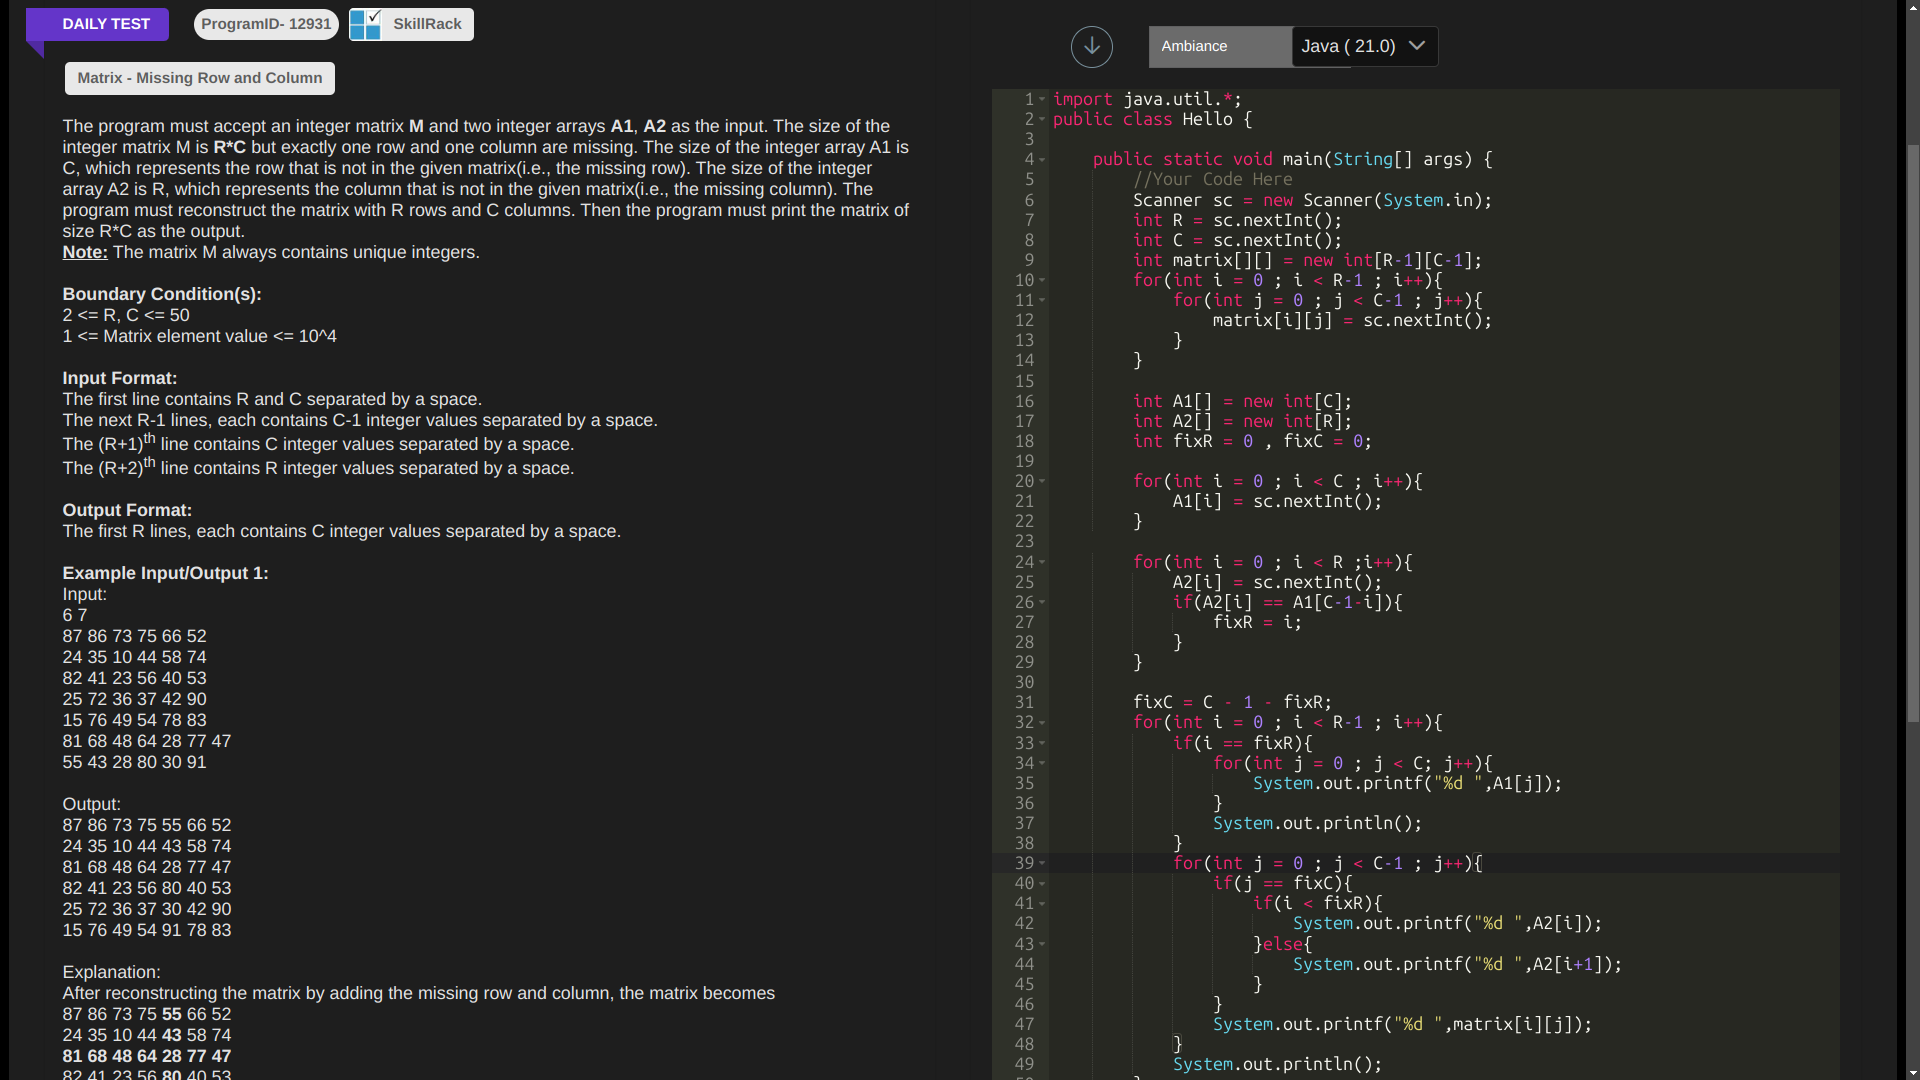 DAILY TEST
ProgramID- 12931
SkillRack
Matrix - Missing Row and Column
The program must accept an integer matrix M and two integer arrays A1, A2 as the input. The size of the
integer matrix M is R*C but exactly one row and one column are missing. The size of the integer array A1 is
C, which represents the row that is not in the given matrix(i.e., the missing row). The size of the integer
array A2 is R, which represents the column that is not in the given matrix(i.e., the missing column). The
program must reconstruct the matrix with R rows and C columns. Then the program must print the matrix of
size R*C as the output.
Note: The matrix M always contains unique integers.
Boundary Condition(s):
2 <= R, C <= 50
1 <= Matrix element value <= 10^4
Input Format:
The first line contains R and C separated by a space.
The next R-1 lines, each contains C-1 integer values separated by a space.
The (R+1)th line contains C integer values separated by a space.
The (R+2)th line contains R integer values separated by a space.
Output Format:
The first R lines, each contains C integer values separated by a space.
Example Input/Output 1:
Input:
6 7
87 86 73 75 66 52
24 35 10 44 58 74
82 41 23 56 40 53
25 72 36 37 42 90
15 76 49 54 78 83
81 68 48 64 28 77 47
55 43 28 80 30 91
Output:
87 86 73 75 55 66 52
24 35 10 44 43 58 74
81 68 48 64 28 77 47
82 41 23 56 80 40 53
25 72 36 37 30 42 90
15 76 49 54 91 78 83
Explanation:
After reconstructing the matrix by adding the missing row and column, the matrix becomes
87 86 73 75 55 66 52
24 35 10 44 43 58 74
81 68 48 64 28 77 47
82 41 23 56 80 40 53
Ambiance
Java ( 21.0)
1 import java.util.*;
2 public class Hello {
3
4     public static void main(String[] args) {
5         //Your Code Here
6         Scanner sc = new Scanner(System.in);
7         int R = sc.nextInt();
8         int C = sc.nextInt();
9         int matrix[][] = new int[R-1][C-1];
10         for(int i = 0 ; i < R-1 ; i++){
11             for(int j = 0 ; j < C-1 ; j++){
12                 matrix[i][j] = sc.nextInt();
13             }
14         }
15
16         int A1[] = new int[C];
17         int A2[] = new int[R];
18         int fixR = 0 , fixC = 0;
19
20         for(int i = 0 ; i < C ; i++){
21             A1[i] = sc.nextInt();
22         }
23
24         for(int i = 0 ; i < R ;i++){
25             A2[i] = sc.nextInt();
26             if(A2[i] == A1[C-1-i]){
27                 fixR = i;
28             }
29         }
30
31         fixC = C - 1 - fixR;
32         for(int i = 0 ; i < R-1 ; i++){
33             if(i == fixR){
34                 for(int j = 0 ; j < C; j++){
35                     System.out.printf("%d ",A1[j]);
36                 }
37                 System.out.println();
38             }
39             for(int j = 0 ; j < C-1 ; j++){
40                 if(j == fixC){
41                     if(i < fixR){
42                         System.out.printf("%d ",A2[i]);
43                     }else{
44                         System.out.printf("%d ",A2[i+1]);
45                     }
46                 }
47                 System.out.printf("%d ",matrix[i][j]);
48             }
49             System.out.println();
50         }